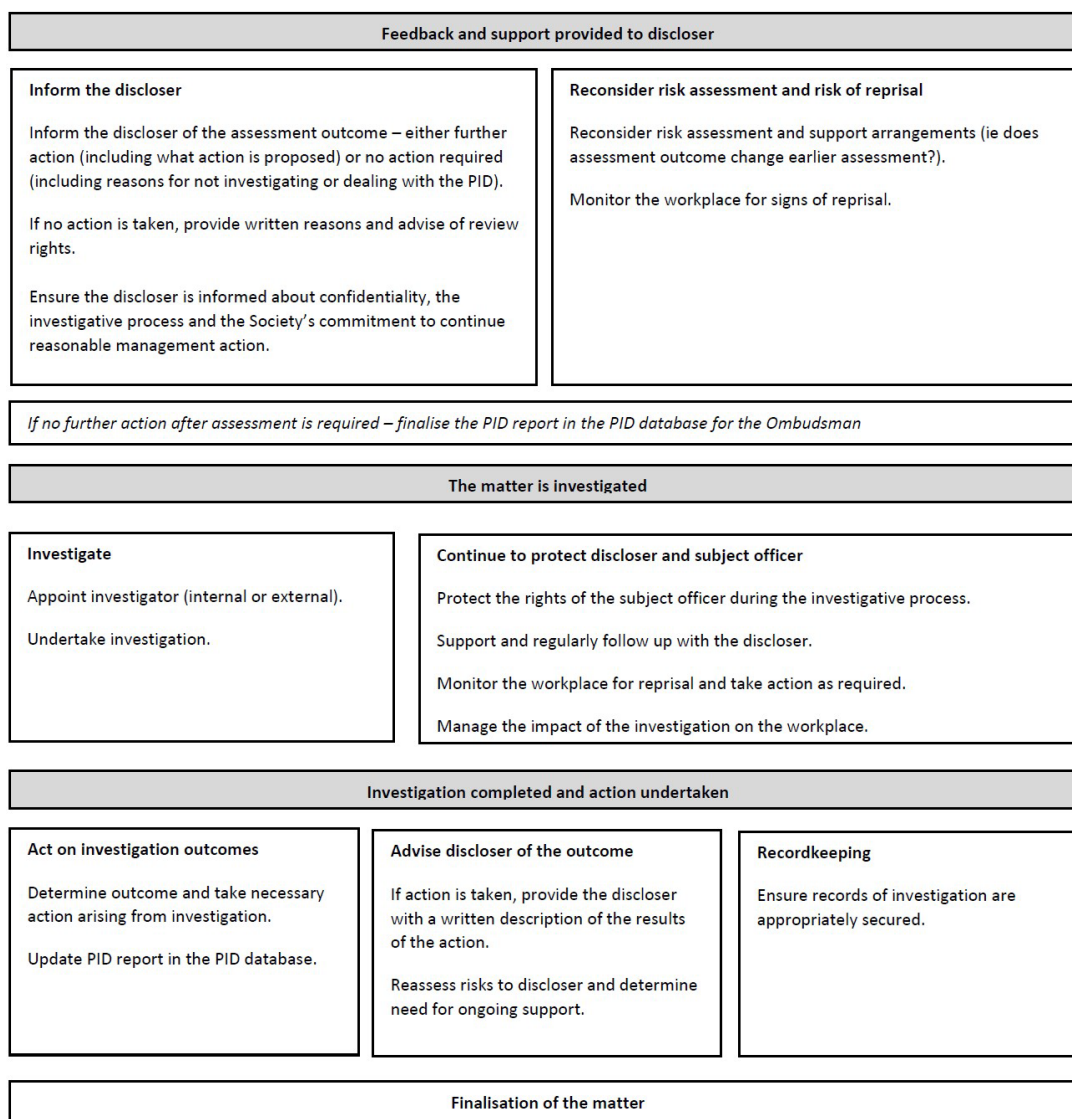 Feedback and support provided to discloser
Inform the discloser
Inform the discloser of the assessment outcome – either further
action (including what action is proposed) or no action required
(including reasons for not investigating or dealing with the PID).
If no action is taken, provide written reasons and advise of review
rights.
Ensure the discloser is informed about confidentiality, the
investigative process and the Society's commitment to continue
reasonable management action.
Reconsider risk assessment and risk of reprisal
Reconsider risk assessment and support arrangements (ie does
assessment outcome change earlier assessment?).
Monitor the workplace for signs of reprisal.
If no further action after assessment is required – finalise the PID report in the PID database for the Ombudsman
The matter is investigated
Investigate
Appoint investigator (internal or external).
Undertake investigation.
Continue to protect discloser and subject officer
Protect the rights of the subject officer during the investigative process.
Support and regularly follow up with the discloser.
Monitor the workplace for reprisal and take action as required.
Manage the impact of the investigation on the workplace.
Investigation completed and action undertaken
Act on investigation outcomes
Determine outcome and take necessary
action arising from investigation.
Update PID report in the PID database.
Advise discloser of the outcome
If action is taken, provide the discloser
with a written description of the results
of the action.
Reassess risks to discloser and determine
need for ongoing support.
Recordkeeping
Ensure records of investigation are
appropriately secured.
Finalisation of the matter